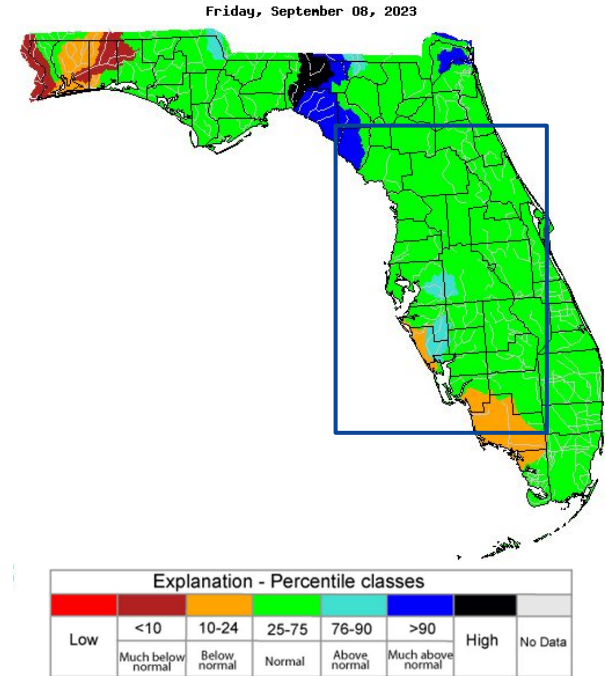 Friday, September 08, 2023
Explanation - Percentile classes
Low <10 10-24 25-75 76-90 >90 High No Data
Much below normal Below normal Normal Above normal Much above normal